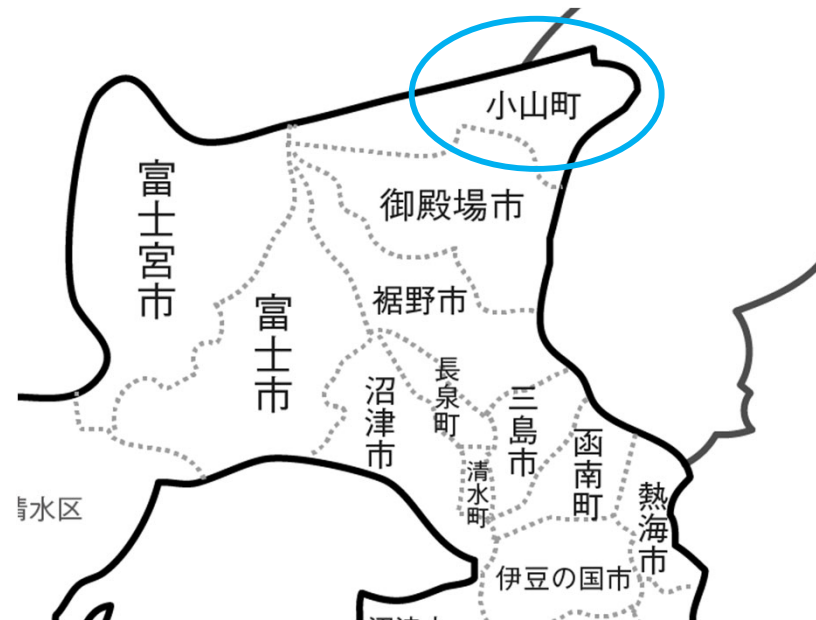 小山町
富士宮市
御殿場市
裾野市
富士市
長泉町
沼津市
三島市
函南町
清水町
熱海市
清水区
伊豆の国市